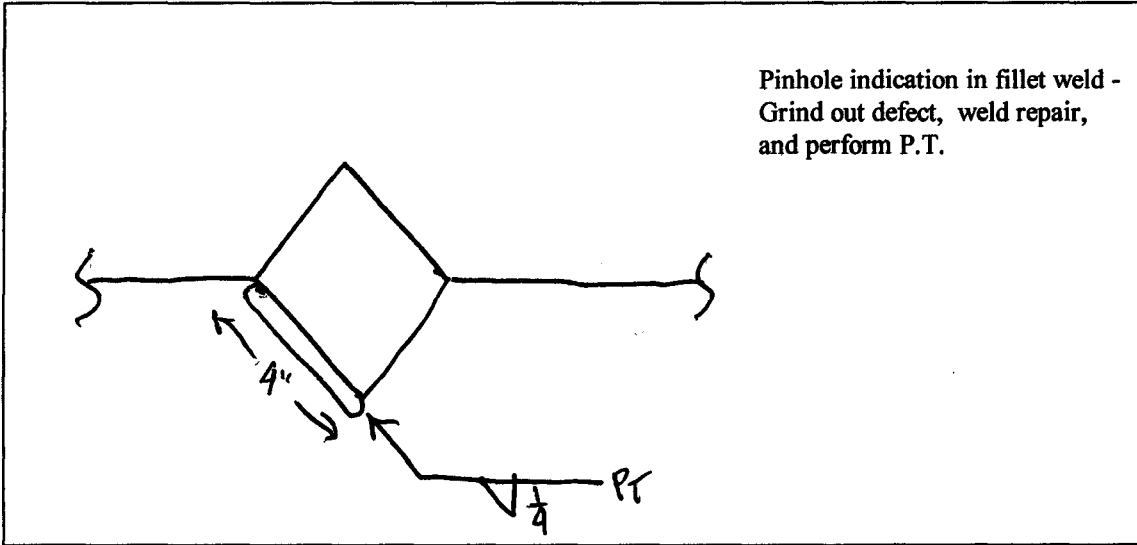 Pinhole indication in fillet weld -
Grind out defect, weld repair,
and perform P.T.
4"
PT
1/4